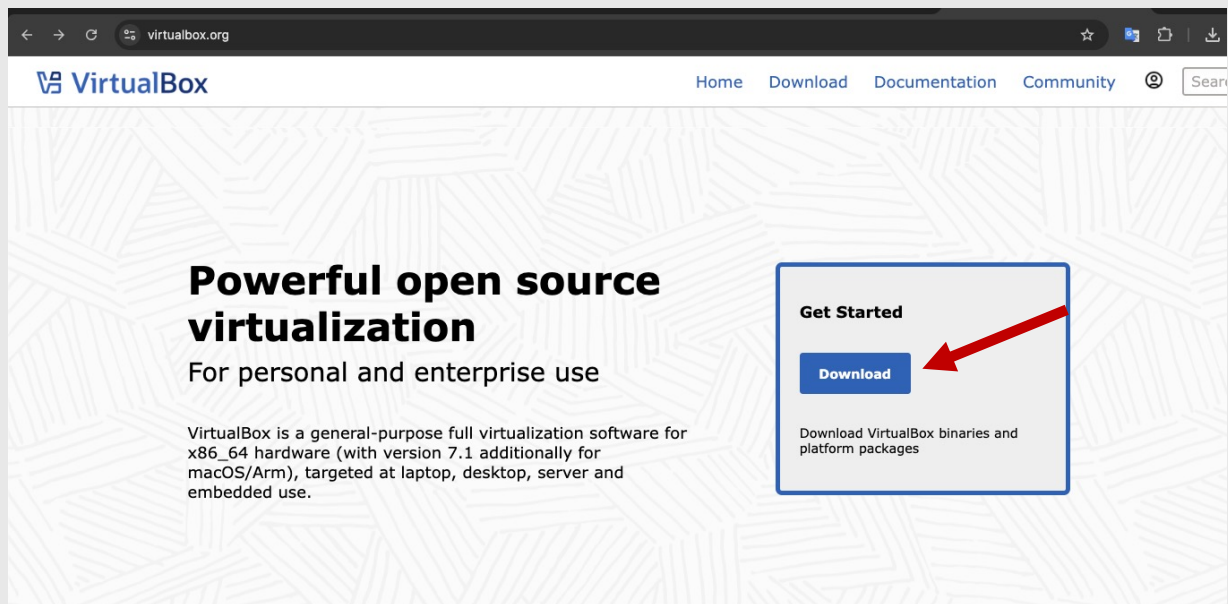 virtualbox.org
VirtualBox
Home Download Documentation Community
Powerful open source
virtualization
For personal and enterprise use
VirtualBox is a general-purpose full virtualization software for
x86_64 hardware (with version 7.1 additionally for
macOS/Arm), targeted at laptop, desktop, server and
embedded use.
Get Started
Download
Download VirtualBox binaries and
platform packages